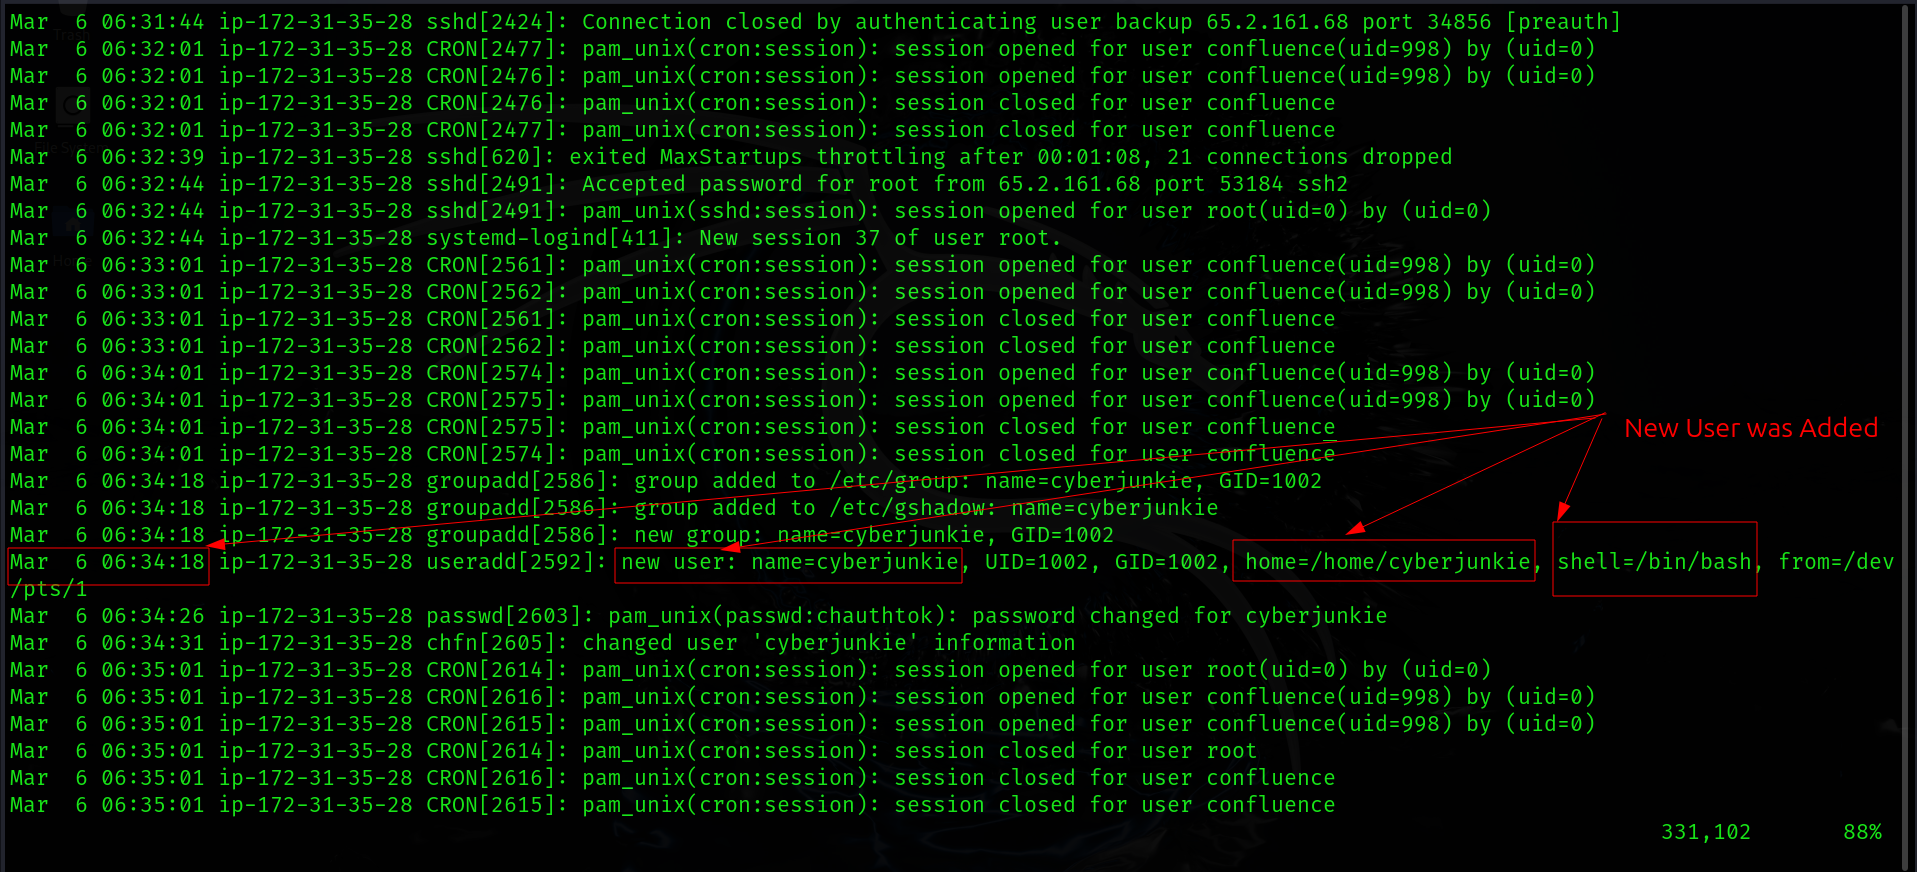 Mar  6 06:31:44 ip-172-31-35-28 sshd[2424]: Connection closed by authenticating user backup 65.2.161.68 port 34856 [preauth]
Mar  6 06:32:01 ip-172-31-35-28 CRON[2477]: pam_unix(cron:session): session opened for user confluence(uid=998) by (uid=0)
Mar  6 06:32:01 ip-172-31-35-28 CRON[2476]: pam_unix(cron:session): session opened for user confluence(uid=998) by (uid=0)
Mar  6 06:32:01 ip-172-31-35-28 CRON[2476]: pam_unix(cron:session): session closed for user confluence
Mar  6 06:32:01 ip-172-31-35-28 CRON[2477]: pam_unix(cron:session): session closed for user confluence
Mar  6 06:32:39 ip-172-31-35-28 sshd[620]: exited MaxStartups throttling after 00:01:08, 21 connections dropped
Mar  6 06:32:44 ip-172-31-35-28 sshd[2491]: Accepted password for root from 65.2.161.68 port 53184 ssh2
Mar  6 06:32:44 ip-172-31-35-28 sshd[2491]: pam_unix(sshd:session): session opened for user root(uid=0) by (uid=0)
Mar  6 06:32:44 ip-172-31-35-28 systemd-logind[411]: New session 37 of user root.
Mar  6 06:33:01 ip-172-31-35-28 CRON[2561]: pam_unix(cron:session): session opened for user confluence(uid=998) by (uid=0)
Mar  6 06:33:01 ip-172-31-35-28 CRON[2562]: pam_unix(cron:session): session opened for user confluence(uid=998) by (uid=0)
Mar  6 06:33:01 ip-172-31-35-28 CRON[2561]: pam_unix(cron:session): session closed for user confluence
Mar  6 06:33:01 ip-172-31-35-28 CRON[2562]: pam_unix(cron:session): session closed for user confluence
Mar  6 06:34:01 ip-172-31-35-28 CRON[2574]: pam_unix(cron:session): session opened for user confluence(uid=998) by (uid=0)
Mar  6 06:34:01 ip-172-31-35-28 CRON[2575]: pam_unix(cron:session): session opened for user confluence(uid=998) by (uid=0)
Mar  6 06:34:01 ip-172-31-35-28 CRON[2575]: pam_unix(cron:session): session closed for user confluence
New User was Added
Mar  6 06:34:01 ip-172-31-35-28 CRON[2574]: pam_unix(cron:session): session closed for user confluence
Mar  6 06:34:18 ip-172-31-35-28 groupadd[2586]: group added to /etc/group: name=cyberjunkie, GID=1002
Mar  6 06:34:18 ip-172-31-35-28 groupadd[2586]: group added to /etc/gshadow: name=cyberjunkie
Mar  6 06:34:18 ip-172-31-35-28 groupadd[2586]: new group: name=cyberjunkie, GID=1002
Mar  6 06:34:18 ip-172-31-35-28 useradd[2592]: new user: name=cyberjunkie, UID=1002, GID=1002, home=/home/cyberjunkie, shell=/bin/bash, from=/dev
/pts/1
Mar  6 06:34:26 ip-172-31-35-28 passwd[2603]: pam_unix(passwd:chauthtok): password changed for cyberjunkie
Mar  6 06:34:31 ip-172-31-35-28 chfn[2605]: changed user 'cyberjunkie' information
Mar  6 06:35:01 ip-172-31-35-28 CRON[2614]: pam_unix(cron:session): session opened for user root(uid=0) by (uid=0)
Mar  6 06:35:01 ip-172-31-35-28 CRON[2616]: pam_unix(cron:session): session opened for user confluence(uid=998) by (uid=0)
Mar  6 06:35:01 ip-172-31-35-28 CRON[2615]: pam_unix(cron:session): session opened for user confluence(uid=998) by (uid=0)
Mar  6 06:35:01 ip-172-31-35-28 CRON[2614]: pam_unix(cron:session): session closed for user root
Mar  6 06:35:01 ip-172-31-35-28 CRON[2616]: pam_unix(cron:session): session closed for user confluence
Mar  6 06:35:01 ip-172-31-35-28 CRON[2615]: pam_unix(cron:session): session closed for user confluence
331,102 88%